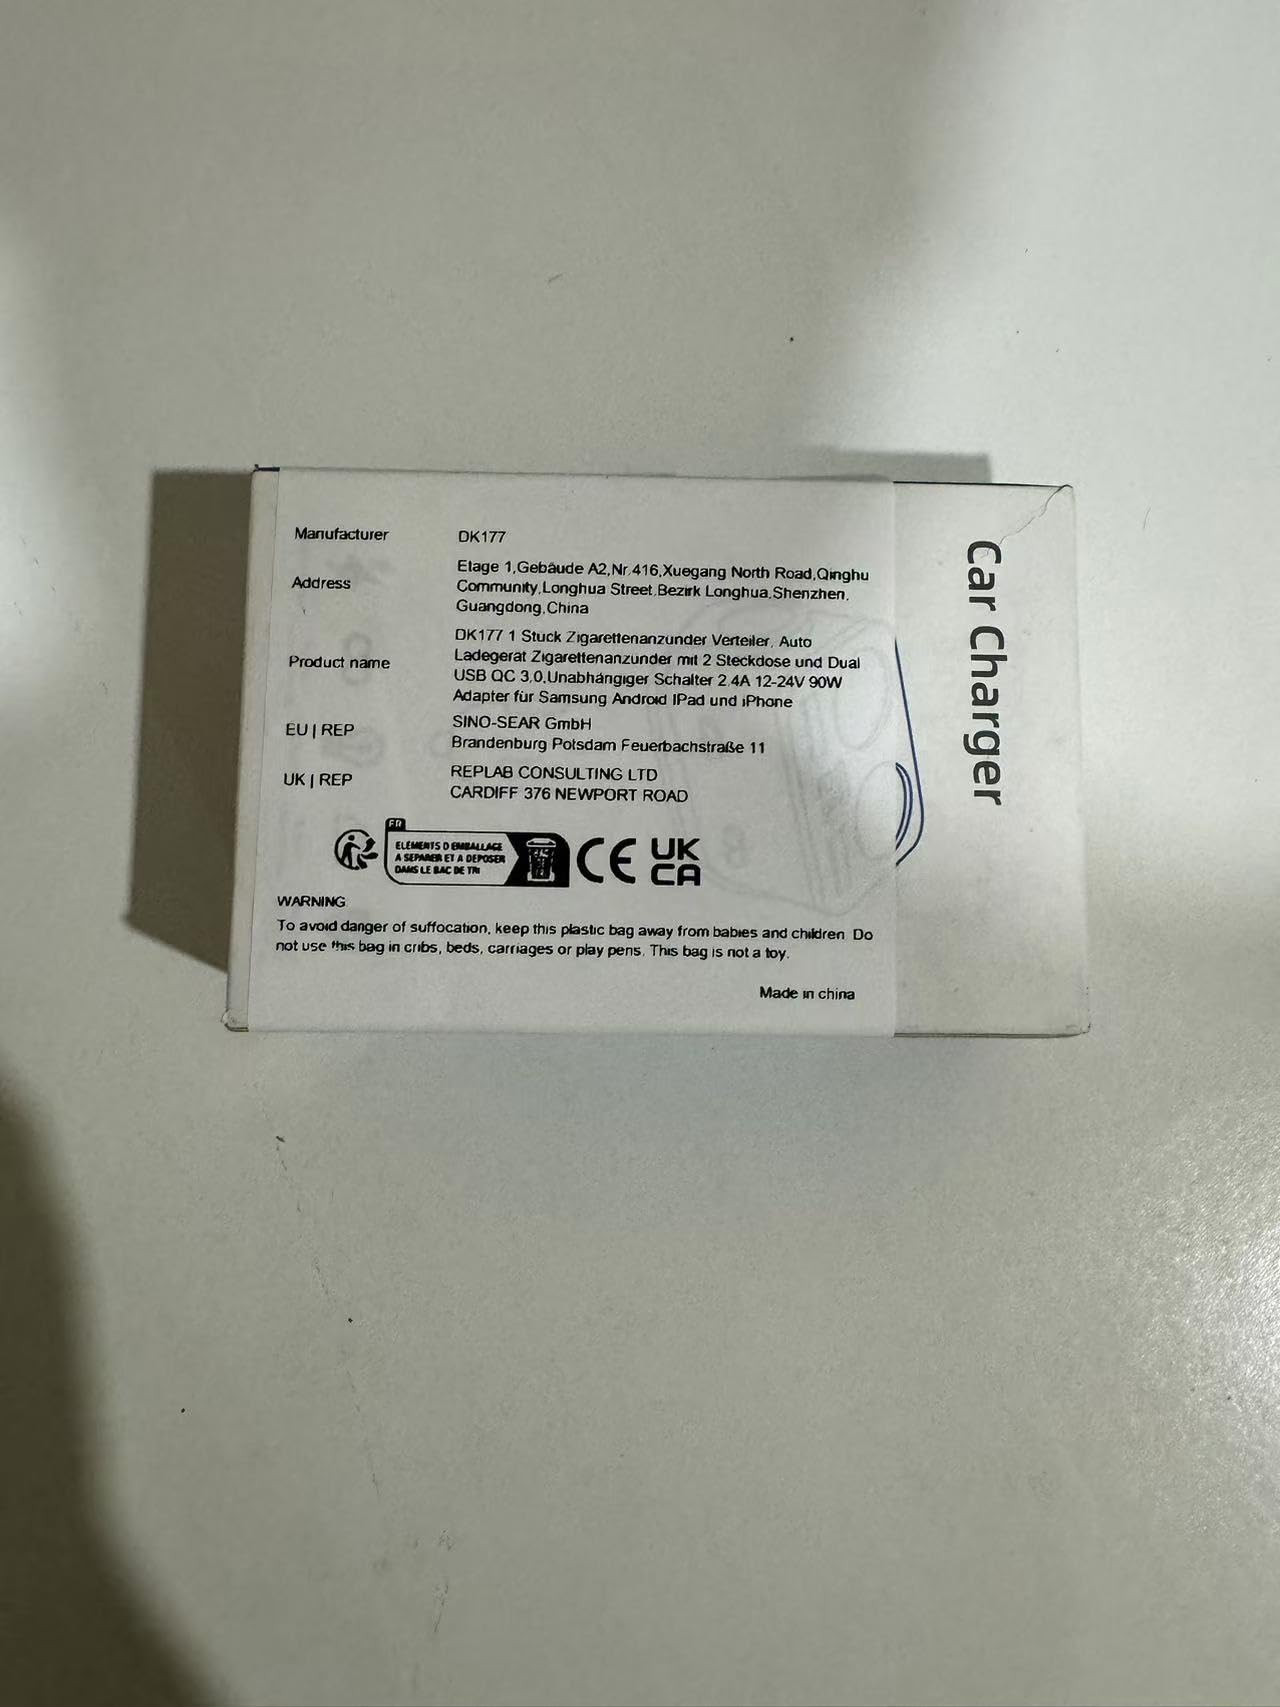 Manufacturer DK177
Address Etage 1,Gebäude A2,Nr.416,Xuegang North Road,Qinghu
Community,Longhua Street,Bezirk Longhua,Shenzhen,
Guangdong,China
Product name DK177 1 Stuck Zigarettenanzunder Verteiler, Auto
Ladegerat Zigarettenanzunder mit 2 Steckdose und Dual
USB QC 3.0,Unabhängiger Schalter 2.4A 12-24V 90W
Adapter für Samsung Android IPad und iPhone
EU | REP SINO-SEAR GmbH
Brandenburg Potsdam Feuerbachstraße 11
UK | REP REPLAB CONSULTING LTD
CARDIFF 376 NEWPORT ROAD
FR
ELEMENTS D EMBALLAGE
A SEPARER ET A DEPOSER
DANS LE BAC DE TRI
CE
UK
CA
WARNING
To avoid danger of suffocation, keep this plastic bag away from babies and children Do
not use this bag in cribs, beds, carriages or play pens. This bag is not a toy.
Made in china
Car Charger